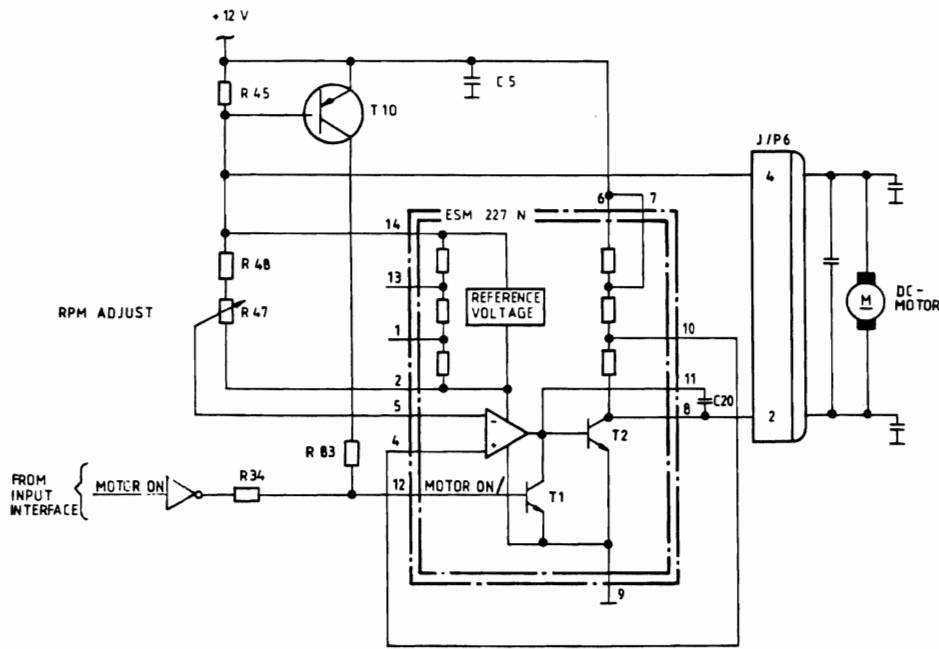 + 12 V
R 45
T 10
C 5
J/P6
4
6
7
ESM 227 N
14
R 48
13
REFERENCE
VOLTAGE
M
DC-
MOTOR
RPM ADJUST
R 47
1
10
2
11
C20
5
8
2
4
T2
R 83
FROM
INPUT
INTERFACE
MOTOR ON
R34
12
MOTOR ON/
T1
9
-
+